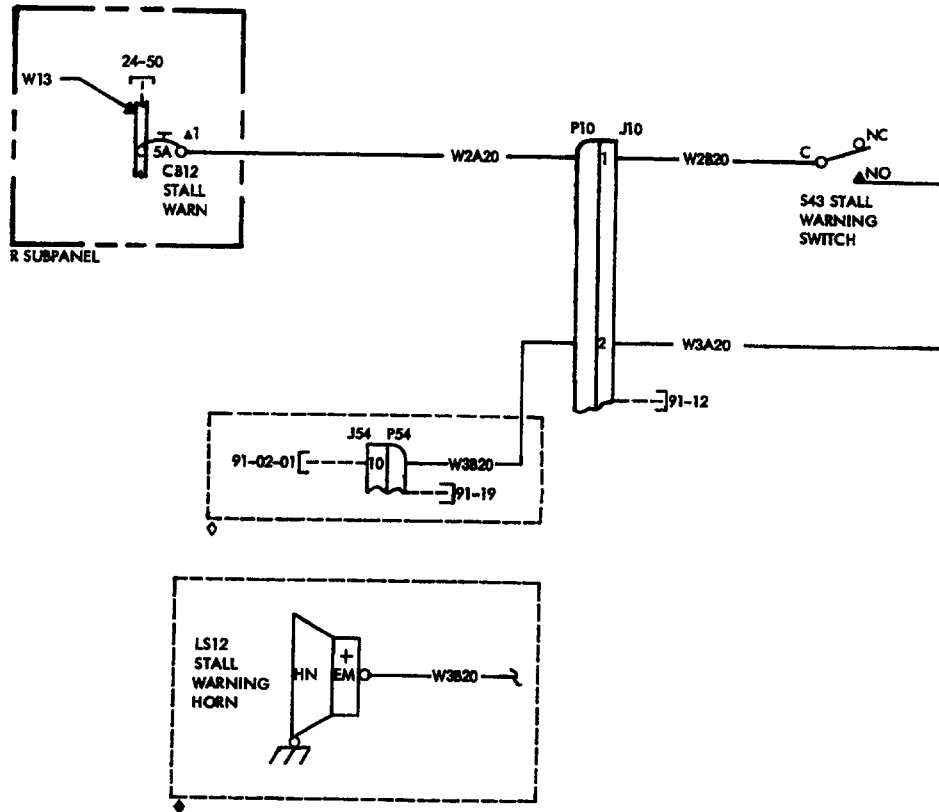 24-50
W13
1
5A
CB12
STALL
WARN
R SUBPANEL
W2A20
P10 J10
1
W2B20
C
NC
NO
S43 STALL
WARNING
SWITCH
2
W3A20
91-12
J54 P54
91-02-01
10
W3B20
91-19
LS12
STALL
WARNING
HORN
HN
+
EM
W3B20